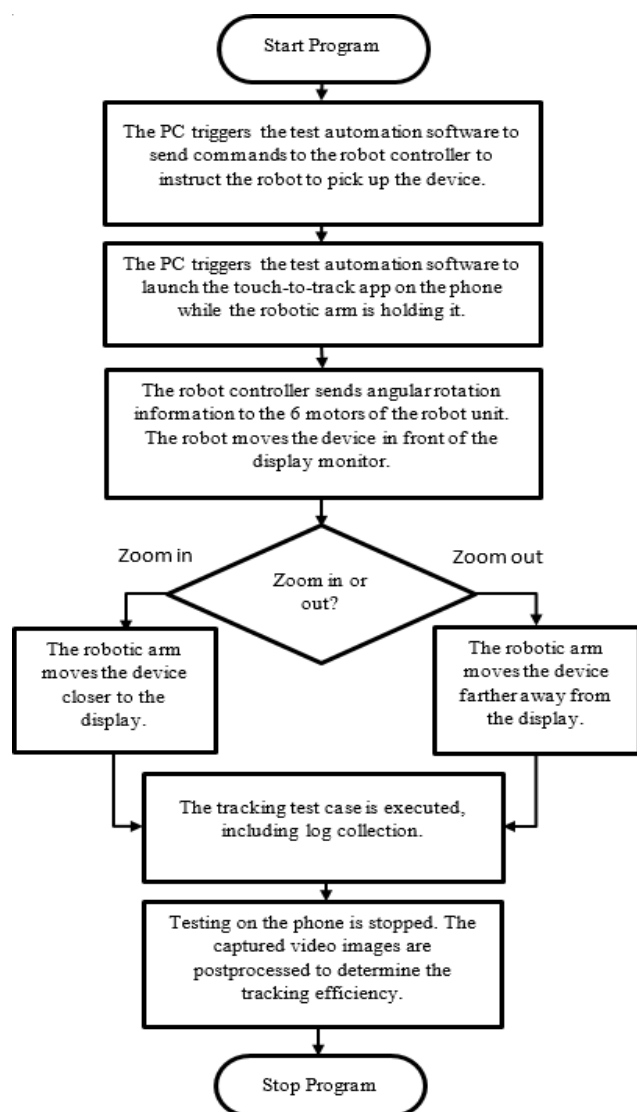 Start Program
The PC triggers the test automation software to
send commands to the robot controller to
instruct the robot to pick up the device.
The PC triggers the test automation software to
launch the touch-to-track app on the phone
while the robotic arm is holding it.
The robot controller sends angular rotation
information to the 6 motors of the robot unit.
The robot moves the device in front of the
display monitor.
Zoom in
Zoom out
Zoom in or
out?
The robotic arm
moves the device
closer to the
display.
The robotic arm
moves the device
farther away from
the display.
The tracking test case is executed,
including log collection.
Testing on the phone is stopped. The
captured video images are
postprocessed to determine the
tracking efficiency.
Stop Program